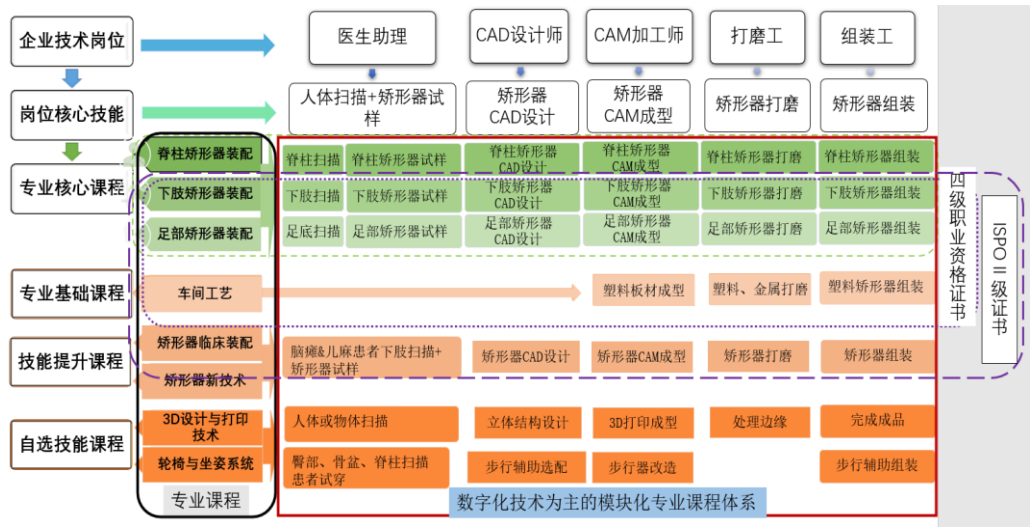 企业技术岗位
医生助理
CAD设计师
CAM加工师
打磨工
组装工
岗位核心技能
人体扫描+矫形器试
样
矫形器
CAD设计
矫形器
CAM成型
矫形器打磨
矫形器组装
专业核心课程
脊柱矫形器装配
脊柱扫描
脊柱矫形器试样
脊柱矫形器
CAD设计
脊柱矫形器
CAM成型
脊柱矫形器打磨
脊柱矫形器组装
下肢矫形器装配
下肢扫描
下肢矫形器试样
下肢矫形器
CAD设计
下肢矫形器
CAM成型
下肢矫形器打磨
下肢矫形器组装
足部矫形器装配
足底扫描
足部矫形器试样
足部矫形器
CAD设计
足部矫形器
CAM成型
足部矫形器打磨
足部矫形器组装
专业基础课程
车间工艺
塑料板材成型
塑料、金属打磨
塑料矫形器组装
技能提升课程
矫形器临床装配
矫形器新技术
脑瘫&儿麻患者下肢扫描+
矫形器试样
矫形器CAD设计
矫形器CAM成型
矫形器打磨
矫形器组装
自选技能课程
3D设计与打印
技术
人体或物体扫描
立体结构设计
3D打印成型
处理边缘
完成成品
轮椅与坐姿系统
臀部、骨盆、脊柱扫描
患者试穿
步行辅助选配
步行器改造
步行辅助组装
专业课程
数字化技术为主的模块化专业课程体系
四级职业资格证书
ISPO II 级证书